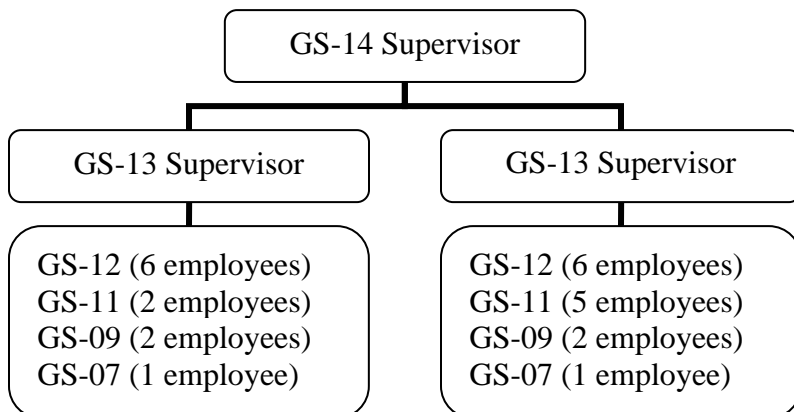 GS-14 Supervisor
GS-13 Supervisor
GS-12 (6 employees)
GS-11 (2 employees)
GS-09 (2 employees)
GS-07 (1 employee)
GS-13 Supervisor
GS-12 (6 employees)
GS-11 (5 employees)
GS-09 (2 employees)
GS-07 (1 employee)